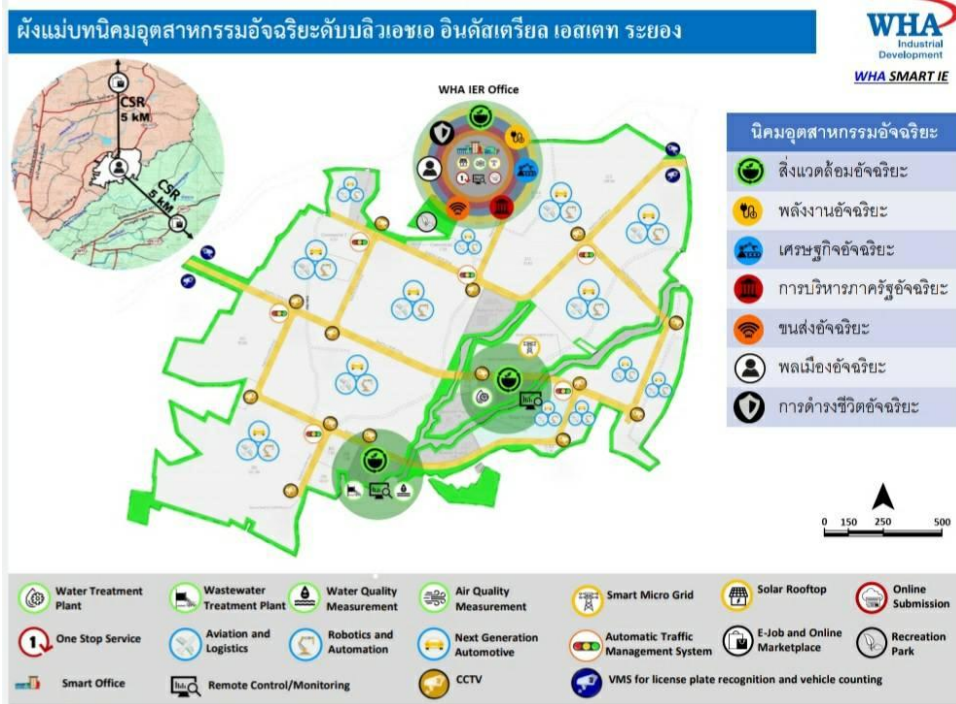 ผังแม่บทนิคมอุตสาหกรรมอัจฉริยะดับบลิวเอชเอ อินดัสเตรียล เอสเตท ระยอง
WHA
Industrial
Development
WHA SMART IE
CSR
5 kM
CSR
5 kM
WHA IER Office
นิคมอุตสาหกรรมอัจฉริยะ
สิ่งแวดล้อมอัจฉริยะ
พลังงานอัจฉริยะ
เศรษฐกิจอัจฉริยะ
การบริหารภาครัฐอัจฉริยะ
ขนส่งอัจฉริยะ
พลเมืองอัจฉริยะ
การดำรงชีวิตอัจฉริยะ
0 150 250 500
Water Treatment
Plant
Wastewater
Treatment Plant
Water Quality
Measurement
Air Quality
Measurement
Smart Micro Grid
Solar Rooftop
Online
Submission
One Stop Service
Aviation and
Logistics
Robotics and
Automation
Next Generation
Automotive
Automatic Traffic
Management System
E-Job and Online
Marketplace
Recreation
Park
Smart Office
Remote Control/Monitoring
CCTV
VMS for license plate recognition and vehicle counting